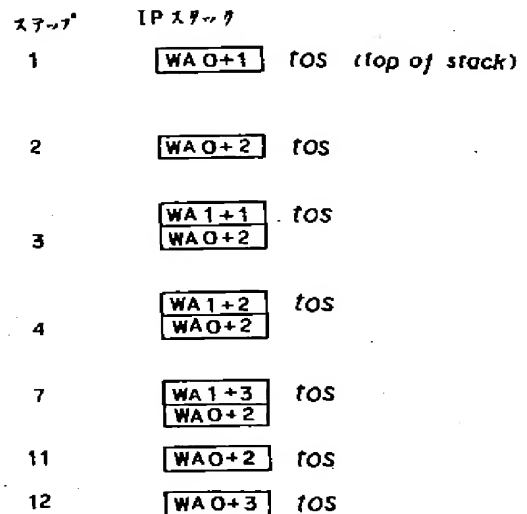 ステップ IPスタック
1 WA0+1 tos (top of stack)
2 WA0+2 tos
WA1+1 tos
3 WA0+2
WA1+2 tos
4 WA0+2
7 WA1+3 tos
WA0+2
11 WA0+2 tos
12 WA0+3 tos